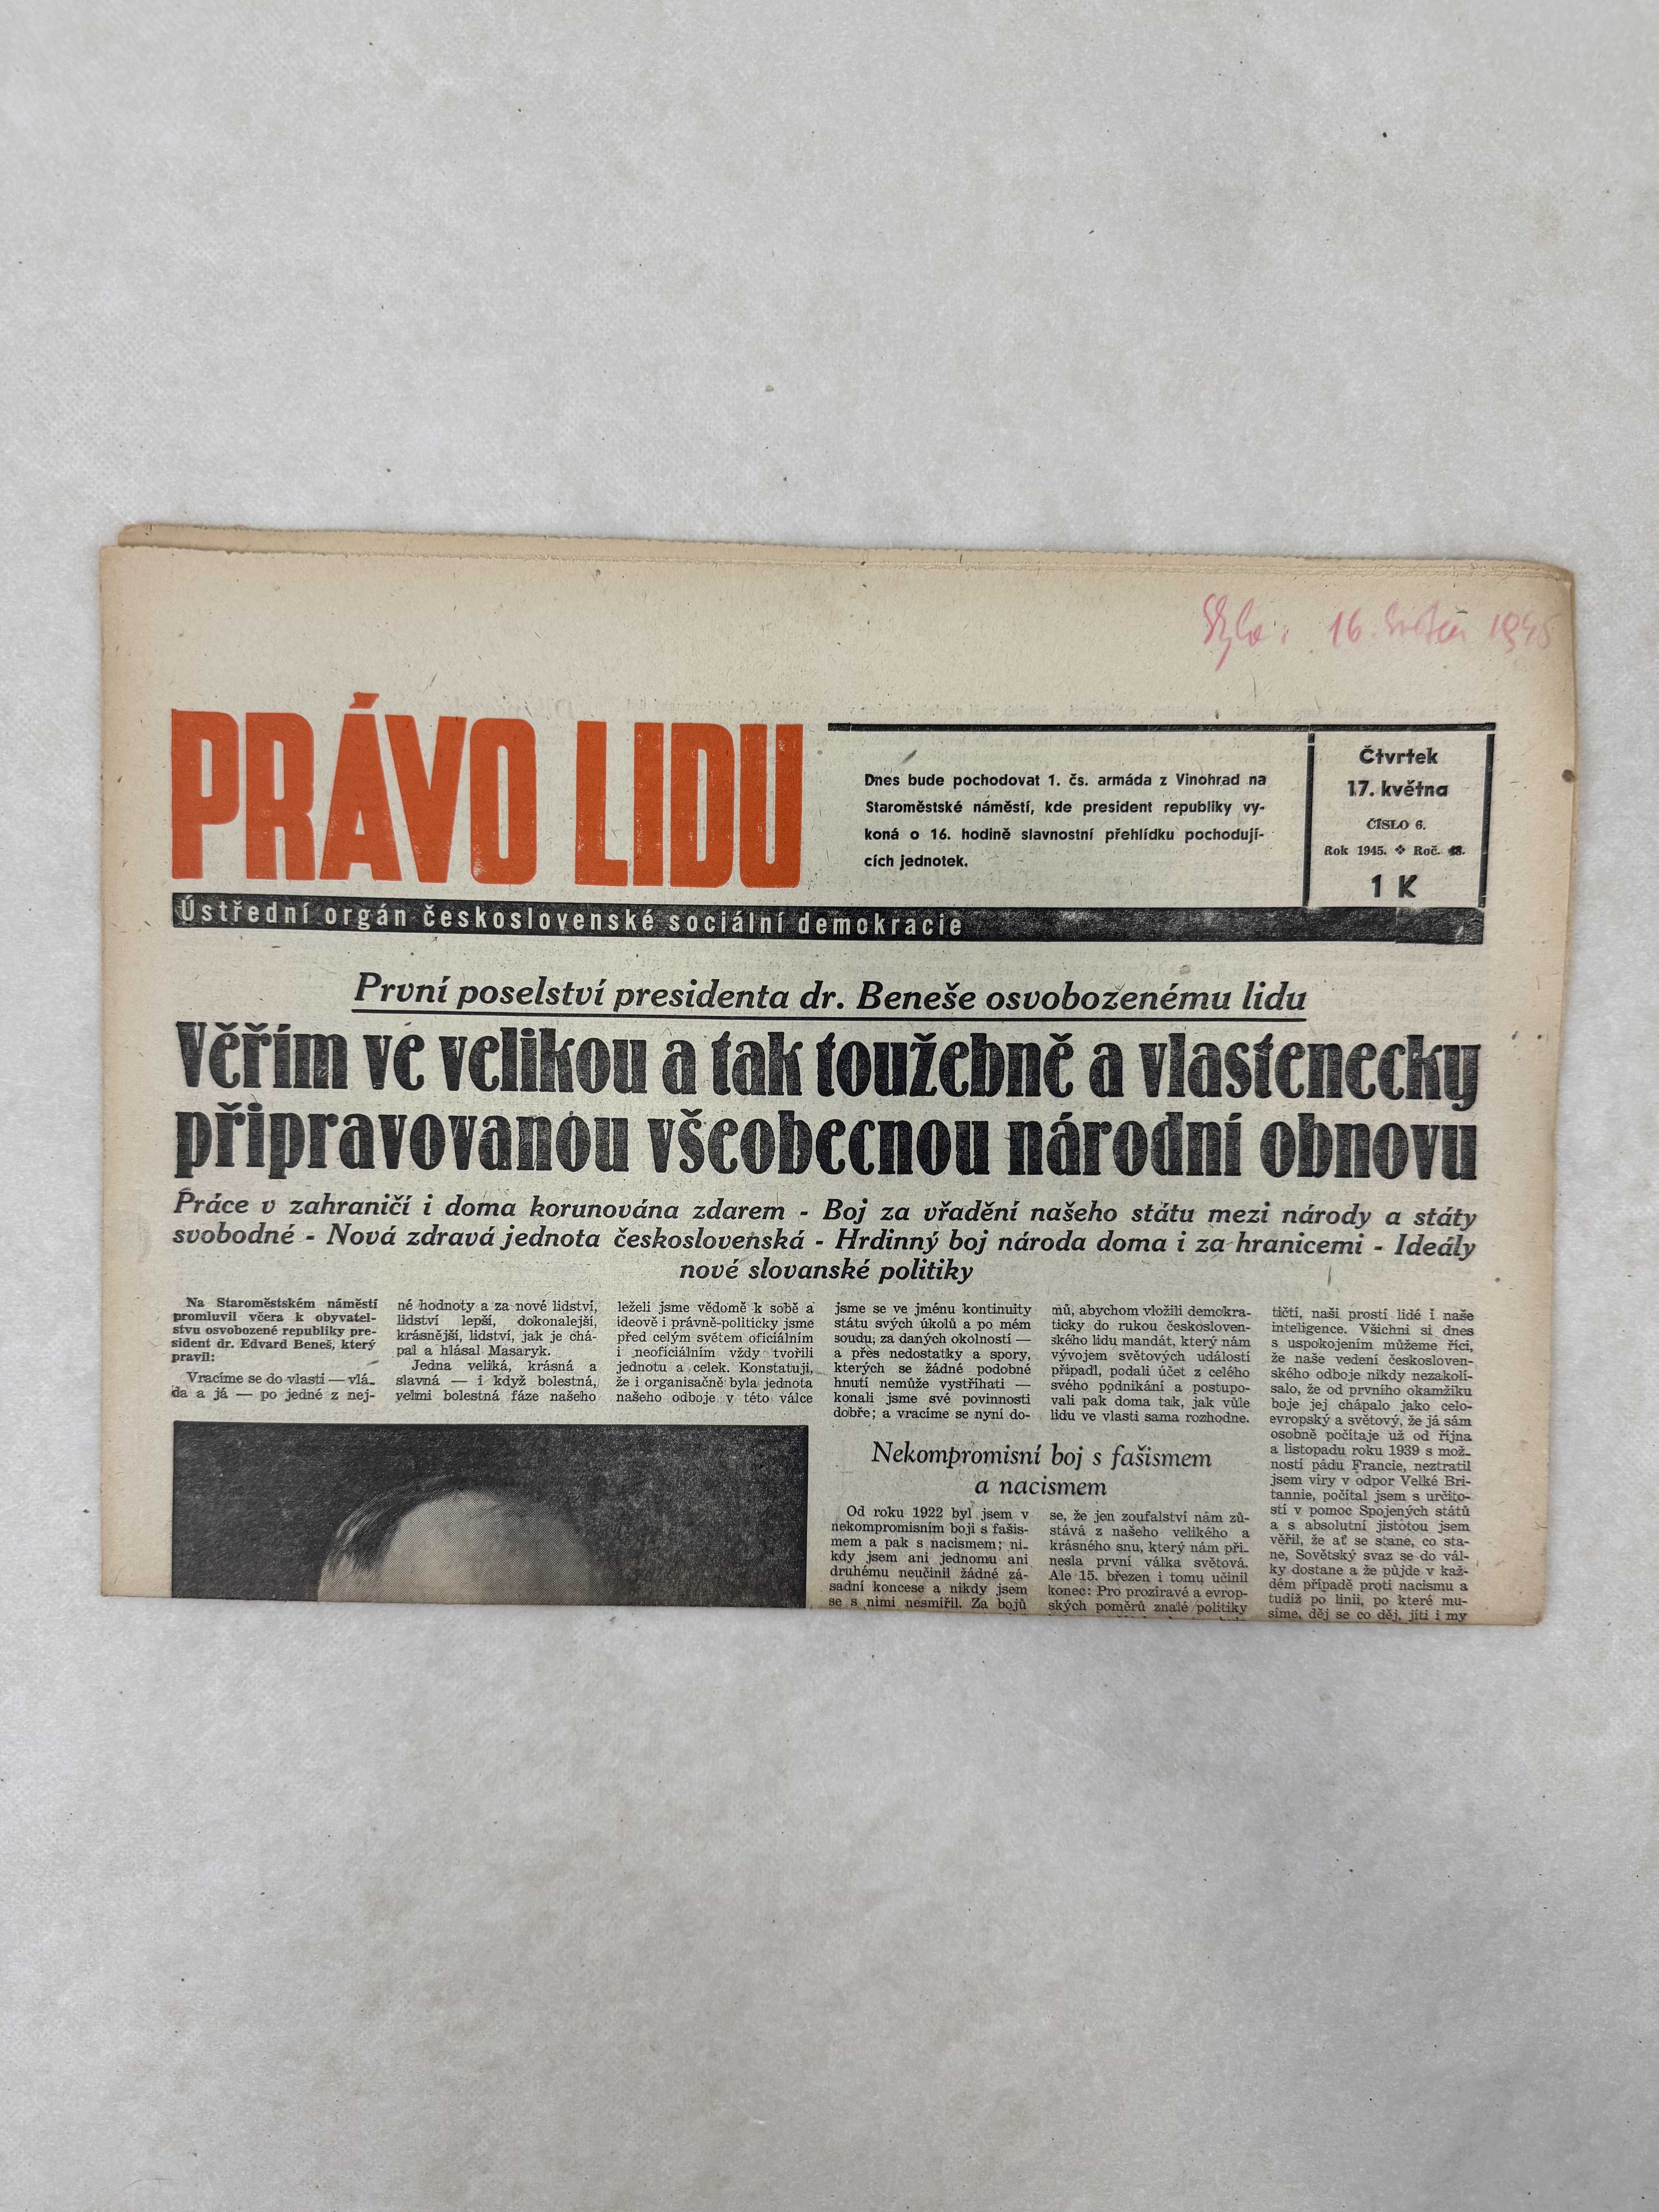 16. květen 1945
PRÁVO LIDU
Dnes bude pochodovat 1. čs. armáda z Vinohrad na
Staroměstské náměstí, kde president republiky vy-
koná o 16. hodině slavnostní přehlídku pochodují-
cích jednotek.
Čtvrtek
17. května
ČÍSLO 6.
Rok 1945. ❖ Roč. 48.
1 K
Ústřední orgán československé sociální demokracie
První poselství presidenta dr. Beneše osvobozenému lidu
Věřím ve velikou a tak toužebně a vlastenecky
připravovanou všeobecnou národní obnovu
Práce v zahraničí i doma korunována zdarem - Boj za vřadění našeho státu mezi národy a státy
svobodné - Nová zdravá jednota československá - Hrdinný boj národa doma i za hranicemi - Ideály
nové slovanské politiky
Na Staroměstském náměstí
promluvil včera k obyvatel-
stvu osvobozené republiky pre-
sident dr. Edvard Beneš, který
pravil:
Vracíme se do vlasti — vlá-
da a já — po jedné z nej-
né hodnoty a za nové lidství,
lidství lepší, dokonalejší,
krásnější, lidství, jak je chá-
pal a hlásal Masaryk.
Jedna veliká, krásná a
slavná — i když bolestná,
velmi bolestná fáze našeho
leželi jsme vědomě k sobě a
ideově i právně-politicky jsme
před celým světem oficiálním
i neoficiálním vždy tvořili
jednotu a celek. Konstatuji,
že i organisačně byla jednota
našeho odboje v této válce
jsme se ve jménu kontinuity
státu svých úkolů a po mém
soudu, za daných okolností —
a přes nedostatky a spory,
kterých se žádné podobné
hnutí nemůže vystříhati —
konali jsme své povinnosti
dobře; a vracíme se nyní do-
mů, abychom vložili demokra-
ticky do rukou českosloven-
ského lidu mandát, který nám
vývojem světových událostí
připadl, podali účet z celého
svého podnikání a postupo-
vali pak doma tak, jak vůle
lidu ve vlasti sama rozhodne.
Nekompromisní boj s fašismem
a nacismem
Od roku 1922 byl jsem v
nekompromisním boji s fašis-
mem a pak s nacismem; ni-
kdy jsem ani jednomu ani
druhému neučinil žádné zá-
sadní koncese a nikdy jsem
se s nimi nesmířil. Za bojů
se, že jen zoufalství nám zů-
stává z našeho velikého a
krásného snu, který nám při-
nesla první válka světová.
Ale 15. březen i tomu učinil
konec: Pro prozíravé a evrop-
ských poměrů znalé politiky
tičtí, naši prostí lidé i naše
inteligence. Všichni si dnes
s uspokojením můžeme říci,
že naše vedení českosloven-
ského odboje nikdy nezakolí-
salo, že od prvního okamžiku
boje jej chápalo jako celo-
evropský a světový, že já sám
osobně počítaje už od října
a listopadu roku 1939 s mož-
ností pádu Francie, neztratil
jsem víry v odpor Velké Bri-
tannie, počítal jsem s určito-
stí v pomoc Spojených států
a s absolutní jistotou jsem
věřil, že ať se stane, co sta-
ne, Sovětský svaz se do vál-
ky dostane a že půjde v kaž-
dém případě proti nacismu a
tudíž po linii, po které mu-
síme, děj se co děj, jíti i my